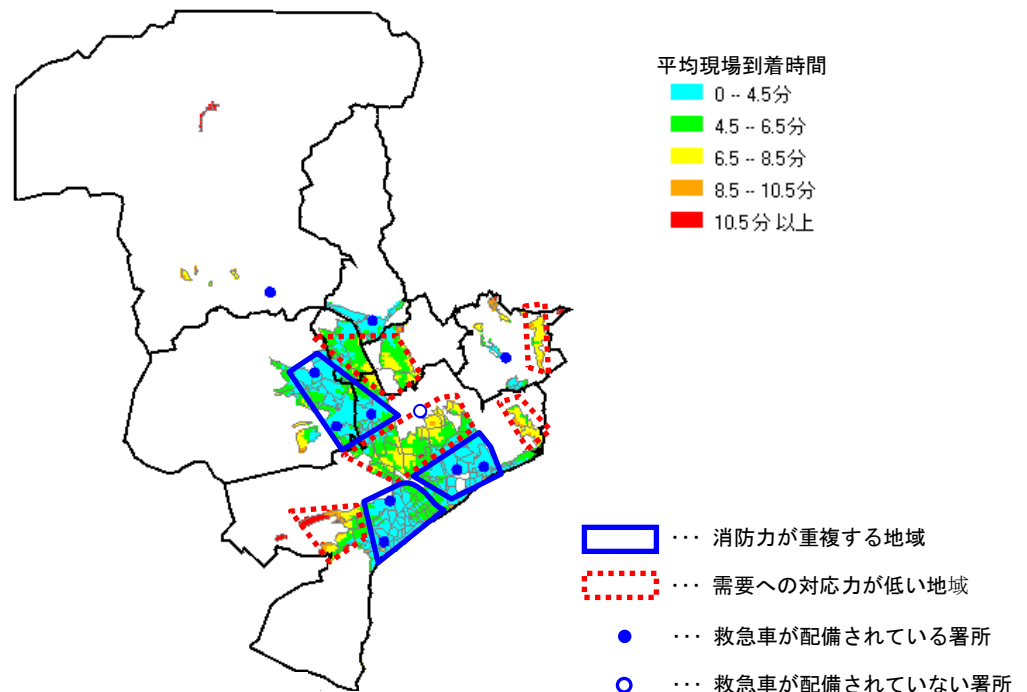 平均現場到着時間
0 -- 4.5分
4.5 -- 6.5分
6.5 -- 8.5分
8.5 -- 10.5分
10.5分 以上
･･･ 消防力が重複する地域
･･･ 需要への対応力が低い地域
･･･ 救急車が配備されている署所
･･･ 救急車が配備されていない署所